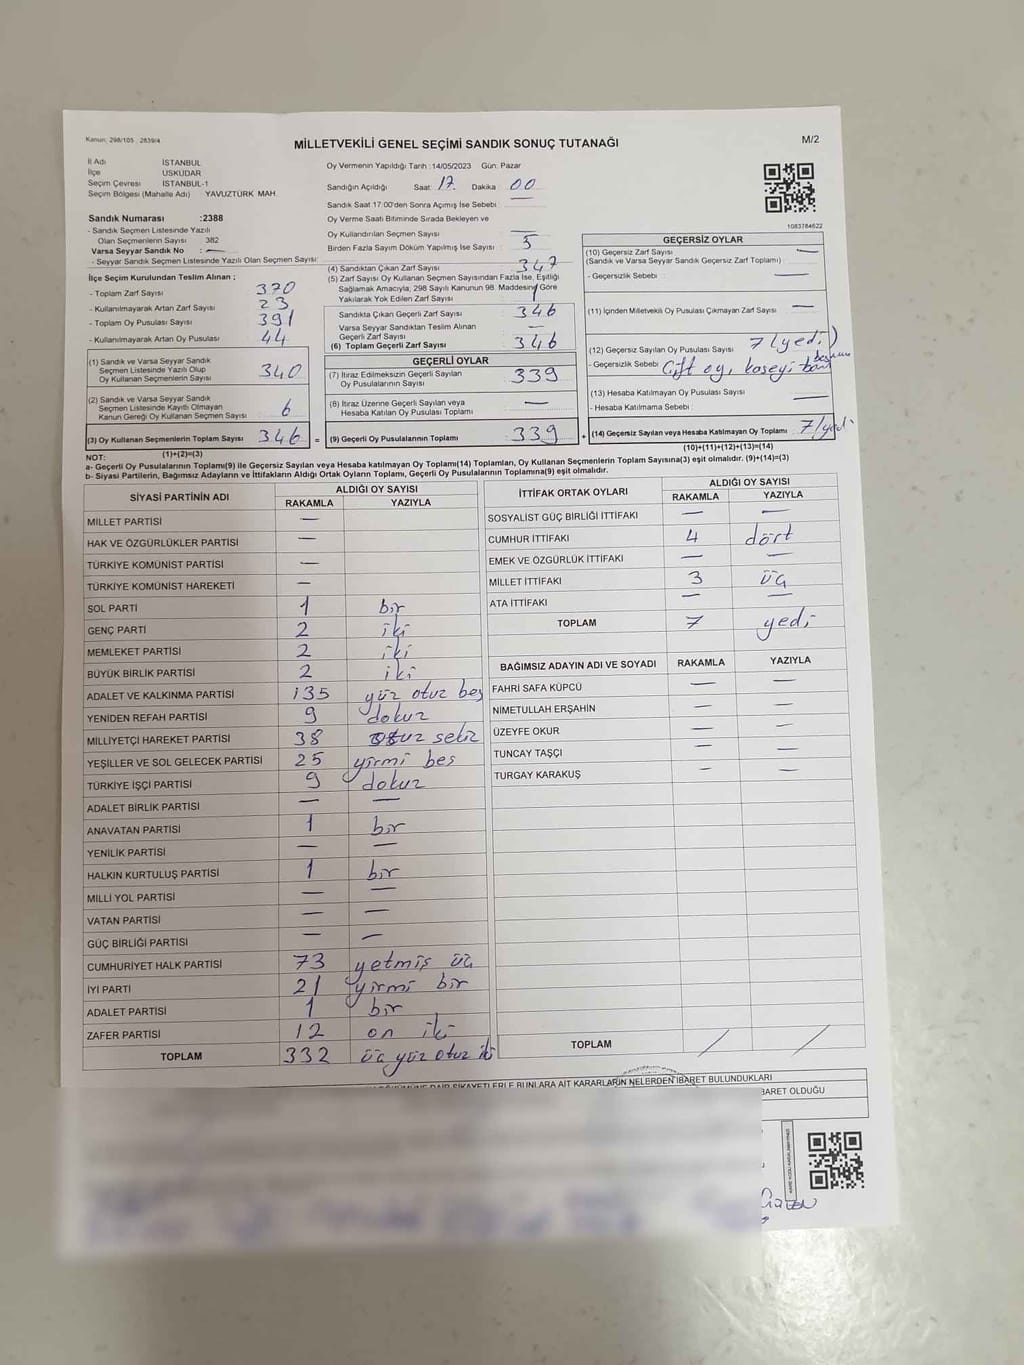 Kanun: 298/105 , 2839/4
MİLLETVEKİLİ GENEL SEÇİMİ SANDIK SONUÇ TUTANAĞI
M/2
İl Adı İSTANBUL
İlçe ÜSKÜDAR
Seçim Çevresi İSTANBUL-1
Seçim Bölgesi (Mahalle Adı) YAVUZTÜRK MAH.
Sandık Numarası :2388
- Sandık Seçmen Listesinde Yazılı
Olan Seçmenlerin Sayısı 382
Varsa Seyyar Sandık No : —
- Seyyar Sandık Seçmen Listesinde Yazılı Olan Seçmen Sayısı:
İlçe Seçim Kurulundan Teslim Alınan ;
- Toplam Zarf Sayısı 370
- Kullanılmayarak Artan Zarf Sayısı 23
- Toplam Oy Pusulası Sayısı 391
- Kullanılmayarak Artan Oy Pusulası 44
(1) Sandık ve Varsa Seyyar Sandık
Seçmen Listesinde Yazılı Olup
Oy Kullanan Seçmenlerin Sayısı 340
(2) Sandık ve Varsa Seyyar Sandık
Seçmen Listesinde Kayıtlı Olmayan
Kanun Gereği Oy Kullanan Seçmen Sayısı 6
(3) Oy Kullanan Seçmenlerin Toplam Sayısı 346 =
(1)+(2)=(3)
Oy Vermenin Yapıldığı Tarih :14/05/2023 Gün: Pazar
Sandığın Açıldığı Saat: 17. Dakika : 00
Sandık Saat 17:00'den Sonra Açılmış İse Sebebi : —
Oy Verme Saati Bitiminde Sırada Bekleyen ve
Oy Kullandırılan Seçmen Sayısı —
Birden Fazla Sayım Döküm Yapılmış İse Sayısı : 5
(4) Sandıktan Çıkan Zarf Sayısı 347
(5) Zarf Sayısı Oy Kullanan Seçmen Sayısından Fazla İse, Eşitliği
Sağlamak Amacıyla; 298 Sayılı Kanunun 98. Maddesine Göre
Yakılarak Yok Edilen Zarf Sayısı 1
Sandıkta Çıkan Geçerli Zarf Sayısı 346
Varsa Seyyar Sandıktan Teslim Alınan
Geçerli Zarf Sayısı —
(6) Toplam Geçerli Zarf Sayısı 346
GEÇERLİ OYLAR
(7) İtiraz Edilmeksizin Geçerli Sayılan
Oy Pusulalarının Sayısı 339
(8) İtiraz Üzerine Geçerli Sayılan veya
Hesaba Katılan Oy Pusulası Toplamı —
(9) Geçerli Oy Pusulalarının Toplamı 339 +
1083784622
GEÇERSİZ OYLAR
(10) Geçersiz Zarf Sayısı —
(Sandık ve Varsa Seyyar Sandık Geçersiz Zarf Toplamı) :
- Geçersizlik Sebebi : —
(11) İçinden Milletvekili Oy Pusulası Çıkmayan Zarf Sayısı —
(12) Geçersiz Sayılan Oy Pusulası Sayısı 7 (yedi)
- Geçersizlik Sebebi : Çift oy, kaşeyi
(13) Hesaba Katılmayan Oy Pusulası Sayısı —
- Hesaba Katılmama Sebebi :
(14) Geçersiz Sayılan veya Hesaba Katılmayan Oy Toplamı 7/yedi
(10)+(11)+(12)+(13)=(14)
NOT:
a- Geçerli Oy Pusulalarının Toplamı(9) ile Geçersiz Sayılan veya Hesaba Katılmayan Oy Toplamı(14) Toplamları, Oy Kullanan Seçmenlerin Toplam Sayısına(3) eşit olmalıdır. (9)+(14)=(3)
b- Siyasi Partilerin, Bağımsız Adayların ve İttifakların Aldığı Ortak Oyların Toplamı, Geçerli Oy Pusulalarının Toplamına(9) eşit olmalıdır.
SİYASİ PARTİNİN ADI ALDIĞI OY SAYISI
RAKAMLA YAZIYLA
MİLLET PARTİSİ —
HAK VE ÖZGÜRLÜKLER PARTİSİ —
TÜRKİYE KOMÜNİST PARTİSİ —
TÜRKİYE KOMÜNİST HAREKETİ —
SOL PARTİ 1 bir
GENÇ PARTİ 2 iki
MEMLEKET PARTİSİ 2 iki
BÜYÜK BİRLİK PARTİSİ 2 iki
ADALET VE KALKINMA PARTİSİ 135 yüz otuz beş
YENİDEN REFAH PARTİSİ 9 dokuz
MİLLİYETÇİ HAREKET PARTİSİ 38 otuz sekiz
YEŞİLLER VE SOL GELECEK PARTİSİ 25 yirmi beş
TÜRKİYE İŞÇİ PARTİSİ 9 dokuz
ADALET BİRLİK PARTİSİ — —
ANAVATAN PARTİSİ 1 bir
YENİLİK PARTİSİ — —
HALKIN KURTULUŞ PARTİSİ 1 bir
MİLLİ YOL PARTİSİ — —
VATAN PARTİSİ — —
GÜÇ BİRLİĞİ PARTİSİ — —
CUMHURİYET HALK PARTİSİ 73 yetmiş üç
İYİ PARTİ 21 yirmi bir
ADALET PARTİSİ 1 bir
ZAFER PARTİSİ 12 on iki
TOPLAM 332 üç yüz otuz iki
İTTİFAK ORTAK OYLARI ALDIĞI OY SAYISI
RAKAMLA YAZIYLA
SOSYALİST GÜÇ BİRLİĞİ İTTİFAKI — —
CUMHUR İTTİFAKI 4 dört
EMEK VE ÖZGÜRLÜK İTTİFAKI — —
MİLLET İTTİFAKI 3 üç
ATA İTTİFAKI — —
TOPLAM 7 yedi
BAĞIMSIZ ADAYIN ADI VE SOYADI RAKAMLA YAZIYLA
FAHRİ SAFA KÜPCÜ — —
NİMETULLAH ERŞAHİN — —
ÜZEYFE OKUR — —
TUNCAY TAŞÇI — —
TURGAY KARAKUŞ — —
TOPLAM / /
DAİR ŞİKAYETLERLE BUNLARA AİT KARARLARIN NELERDEN İBARET BULUNDUKLARI
BARET OLDUĞU